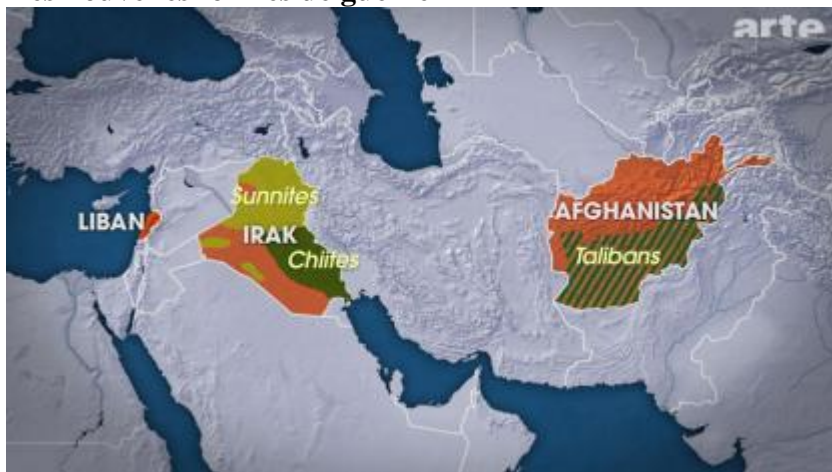 arte
Sunnites
LIBAN
IRAK
Chiites
AFGHANISTAN
Talibans